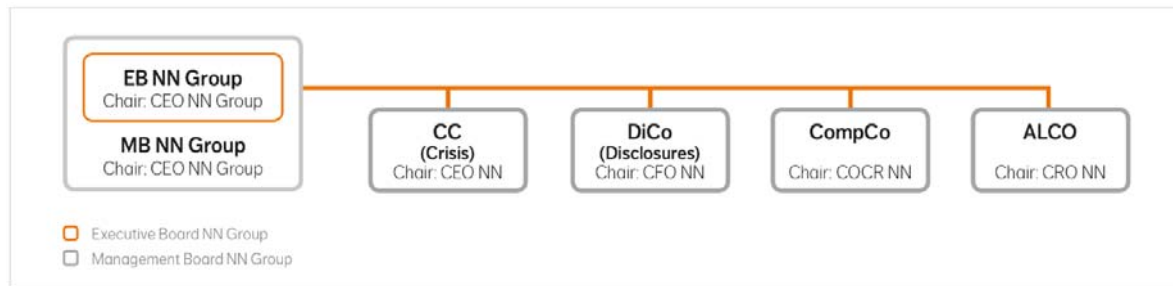 EB NN Group
Chair: CEO NN Group
MB NN Group
Chair: CEO NN Group
CC
(Crisis)
Chair: CEO NN
DiCo
(Disclosures)
Chair: CFO NN
CompCo
Chair: COCR NN
ALCO
Chair: CRO NN
Executive Board NN Group
Management Board NN Group